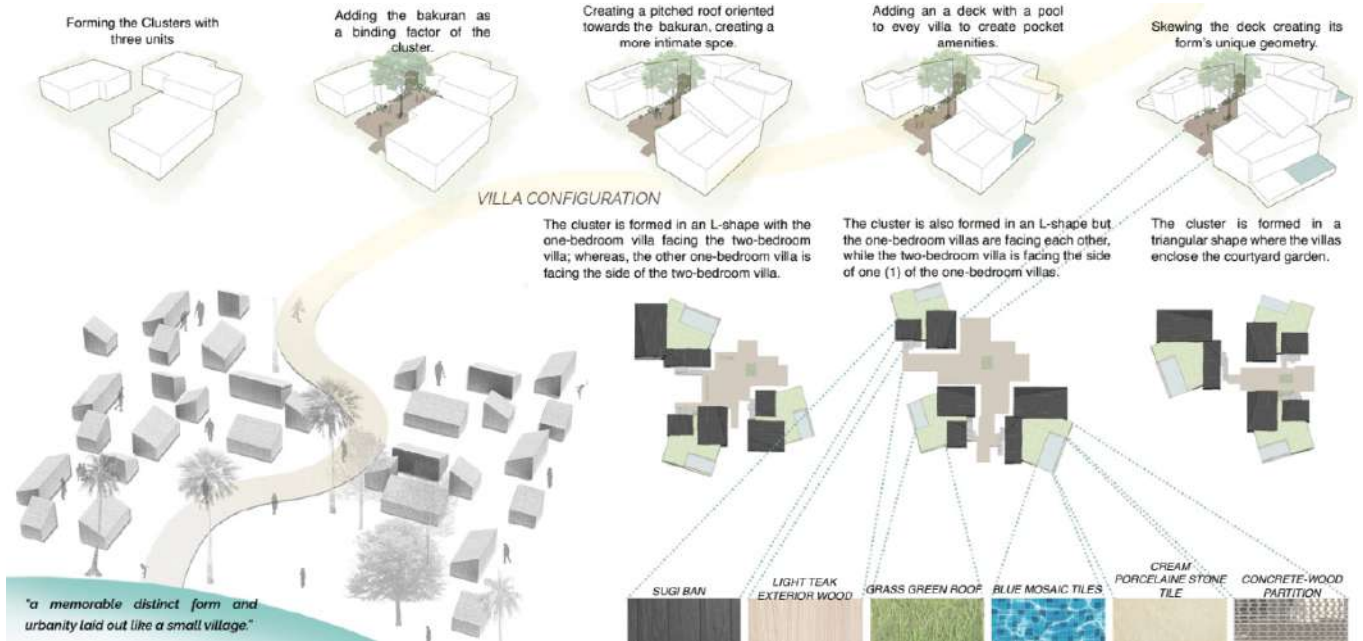 Forming the Clusters with
three units
Adding the bakuran as
a binding factor of the
cluster.
Creating a pitched roof oriented
towards the bakuran, creating a
more intimate spce.
Adding an a deck with a pool
to evey villa to create pocket
amenities.
Skewing the deck creating its
form's unique geometry.
VILLA CONFIGURATION
The cluster is formed in an L-shape with the
one-bedroom villa facing the two-bedroom
villa; whereas, the other one-bedroom villa is
facing the side of the two-bedroom villa.
The cluster is also formed in an L-shape but
the one-bedroom villas are facing each other,
while the two-bedroom villa is facing the side
of one (1) of the one-bedroom villas.
The cluster is formed in a
triangular shape where the villas
enclose the courtyard garden.
"a memorable distinct form and
urbanity laid out like a small village."
SUGI BAN
LIGHT TEAK
EXTERIOR WOOD
GRASS GREEN ROOF
BLUE MOSAIC TILES
CREAM
PORCELAINE STONE
TILE
CONCRETE-WOOD
PARTITION